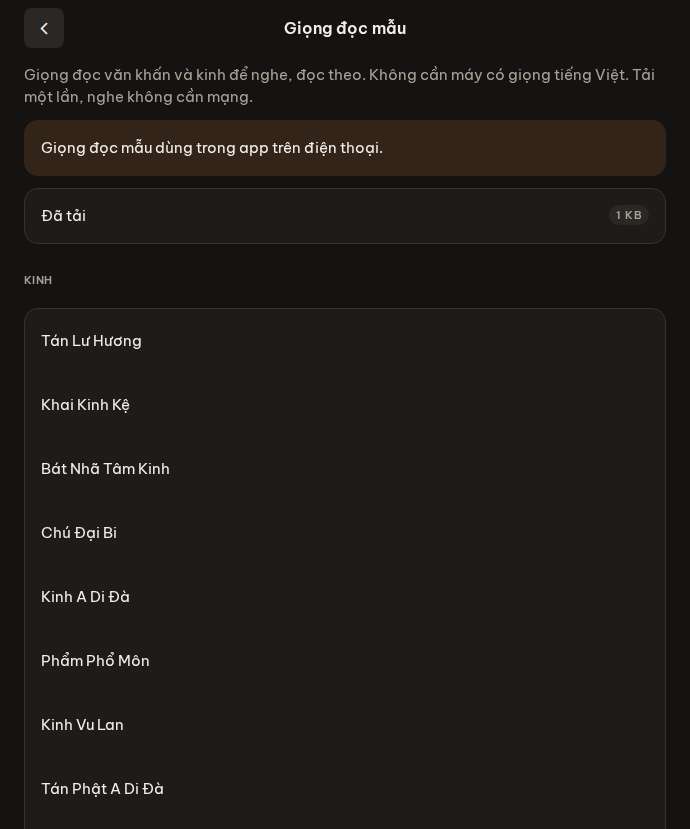 Giọng đọc mẫu
Giọng đọc văn khấn và kinh để nghe, đọc theo. Không cần máy có giọng tiếng Việt. Tải
một lần, nghe không cần mạng.
Giọng đọc mẫu dùng trong app trên điện thoại.
Đã tải
1 KB
KINH
Tán Lư Hương
Khai Kinh Kệ
Bát Nhã Tâm Kinh
Chú Đại Bi
Kinh A Di Đà
Phẩm Phổ Môn
Kinh Vu Lan
Tán Phật A Di Đà